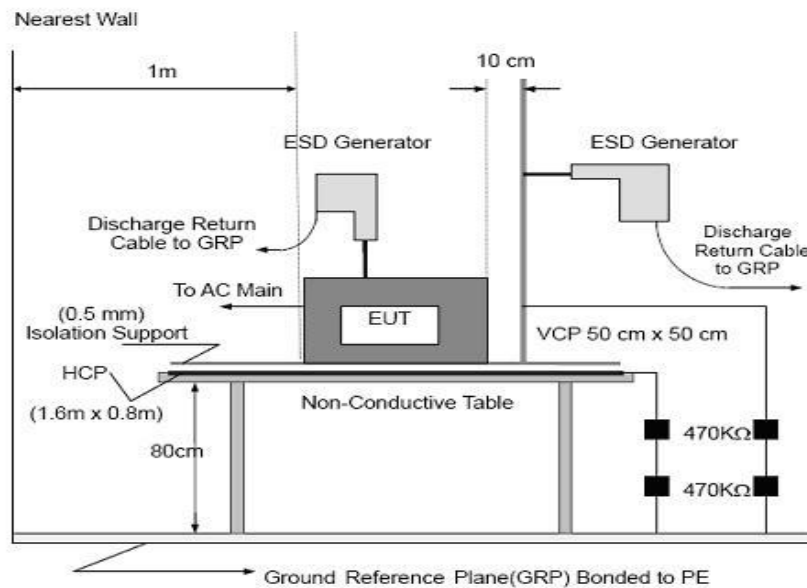 Nearest Wall
1m
10 cm
ESD Generator
ESD Generator
Discharge Return
Cable to GRP
Discharge
Return Cable
to GRP
To AC Main
(0.5 mm)
Isolation Support
EUT
VCP 50 cm x 50 cm
HCP
(1.6m x 0.8m)
Non-Conductive Table
80cm
470KΩ
470KΩ
Ground Reference Plane(GRP) Bonded to PE